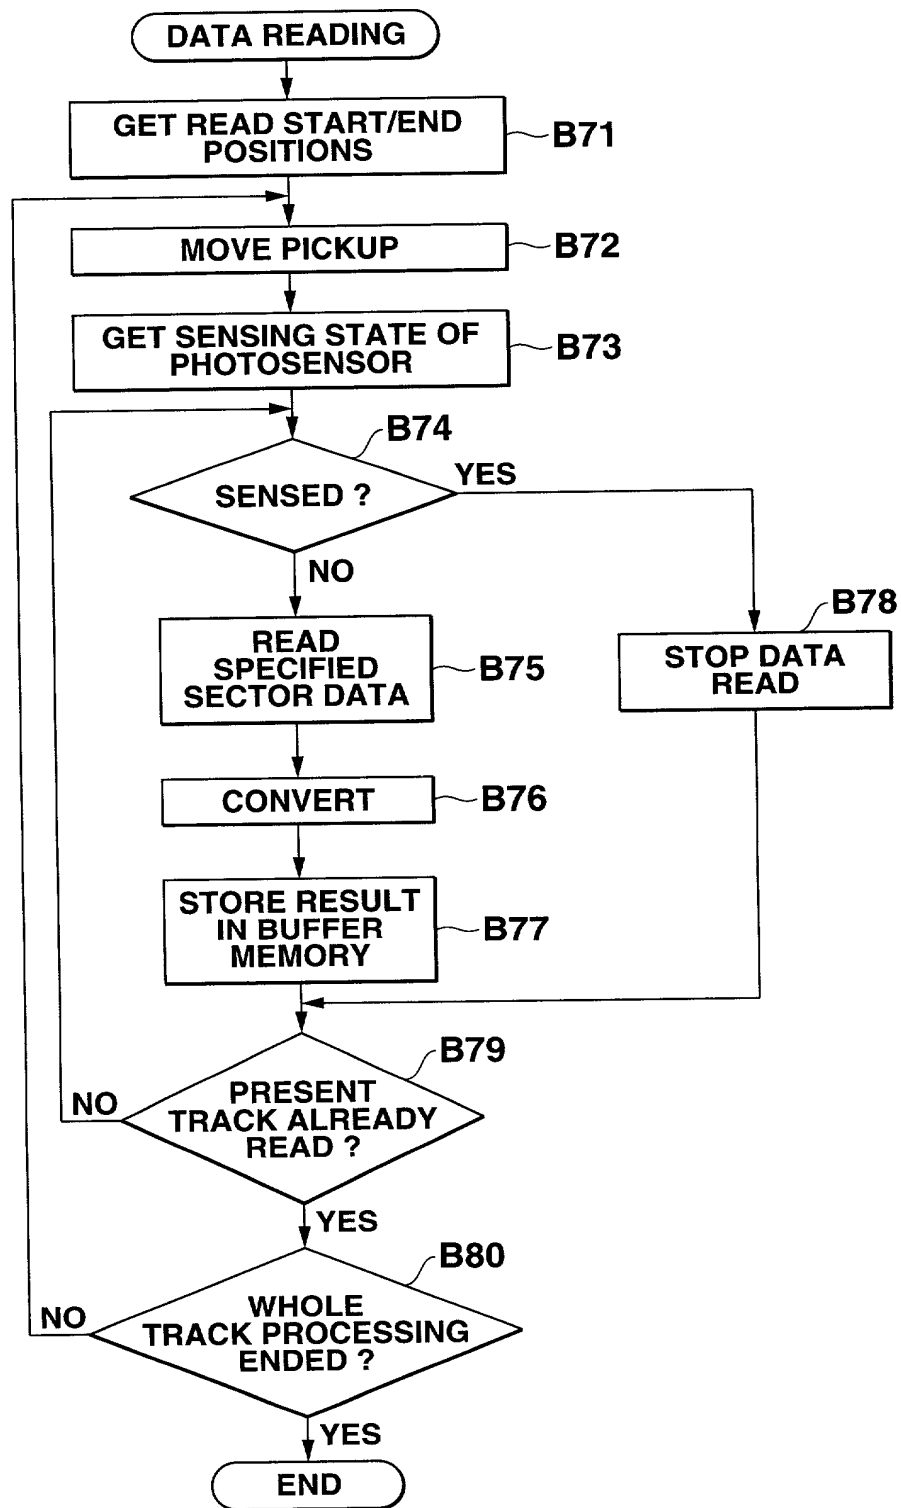 DATA READING
GET READ START/END
POSITIONS
B71
MOVE PICKUP
B72
GET SENSING STATE OF
PHOTOSENSOR
B73
B74
SENSED ?
YES
NO
READ
SPECIFIED
SECTOR DATA
B75
B78
STOP DATA
READ
CONVERT
B76
STORE RESULT
IN BUFFER
MEMORY
B77
B79
PRESENT
TRACK ALREADY
READ ?
NO
YES
B80
WHOLE
TRACK PROCESSING
ENDED ?
NO
YES
END